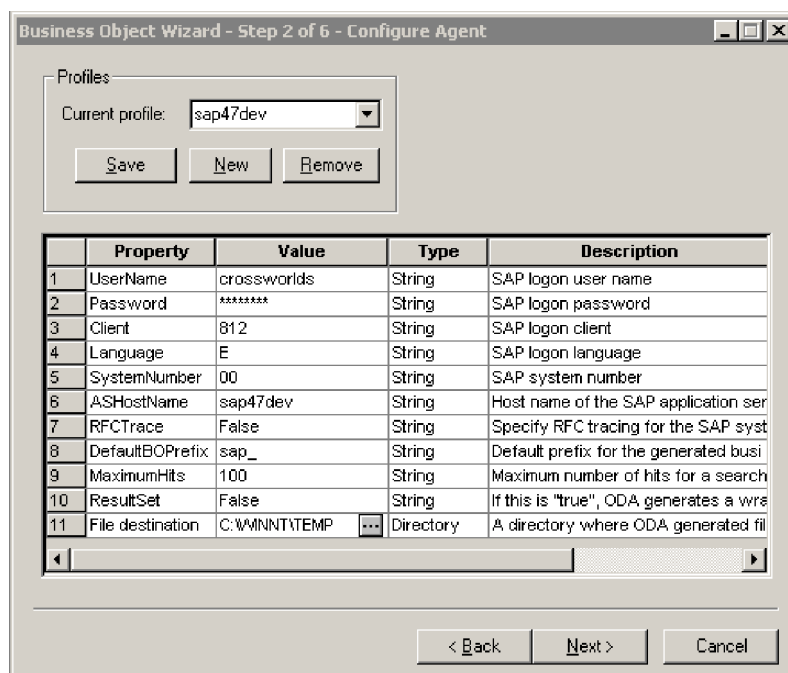 Business Object Wizard - Step 2 of 6 - Configure Agent
Profiles
Current profile: sap47dev
Save New Remove
Property Value Type Description
1 UserName crossworlds String SAP logon user name
2 Password ******** String SAP logon password
3 Client 812 String SAP logon client
4 Language E String SAP logon language
5 SystemNumber 00 String SAP system number
6 ASHostName sap47dev String Host name of the SAP application ser
7 RFCTrace False String Specify RFC tracing for the SAP syst
8 DefaultBOPrefix sap_ String Default prefix for the generated busi
9 MaximumHits 100 String Maximum number of hits for a search
10 ResultSet False String If this is "true", ODA generates a wra
11 File destination C:\WINNT\TEMP ... Directory A directory where ODA generated fil
< Back Next > Cancel